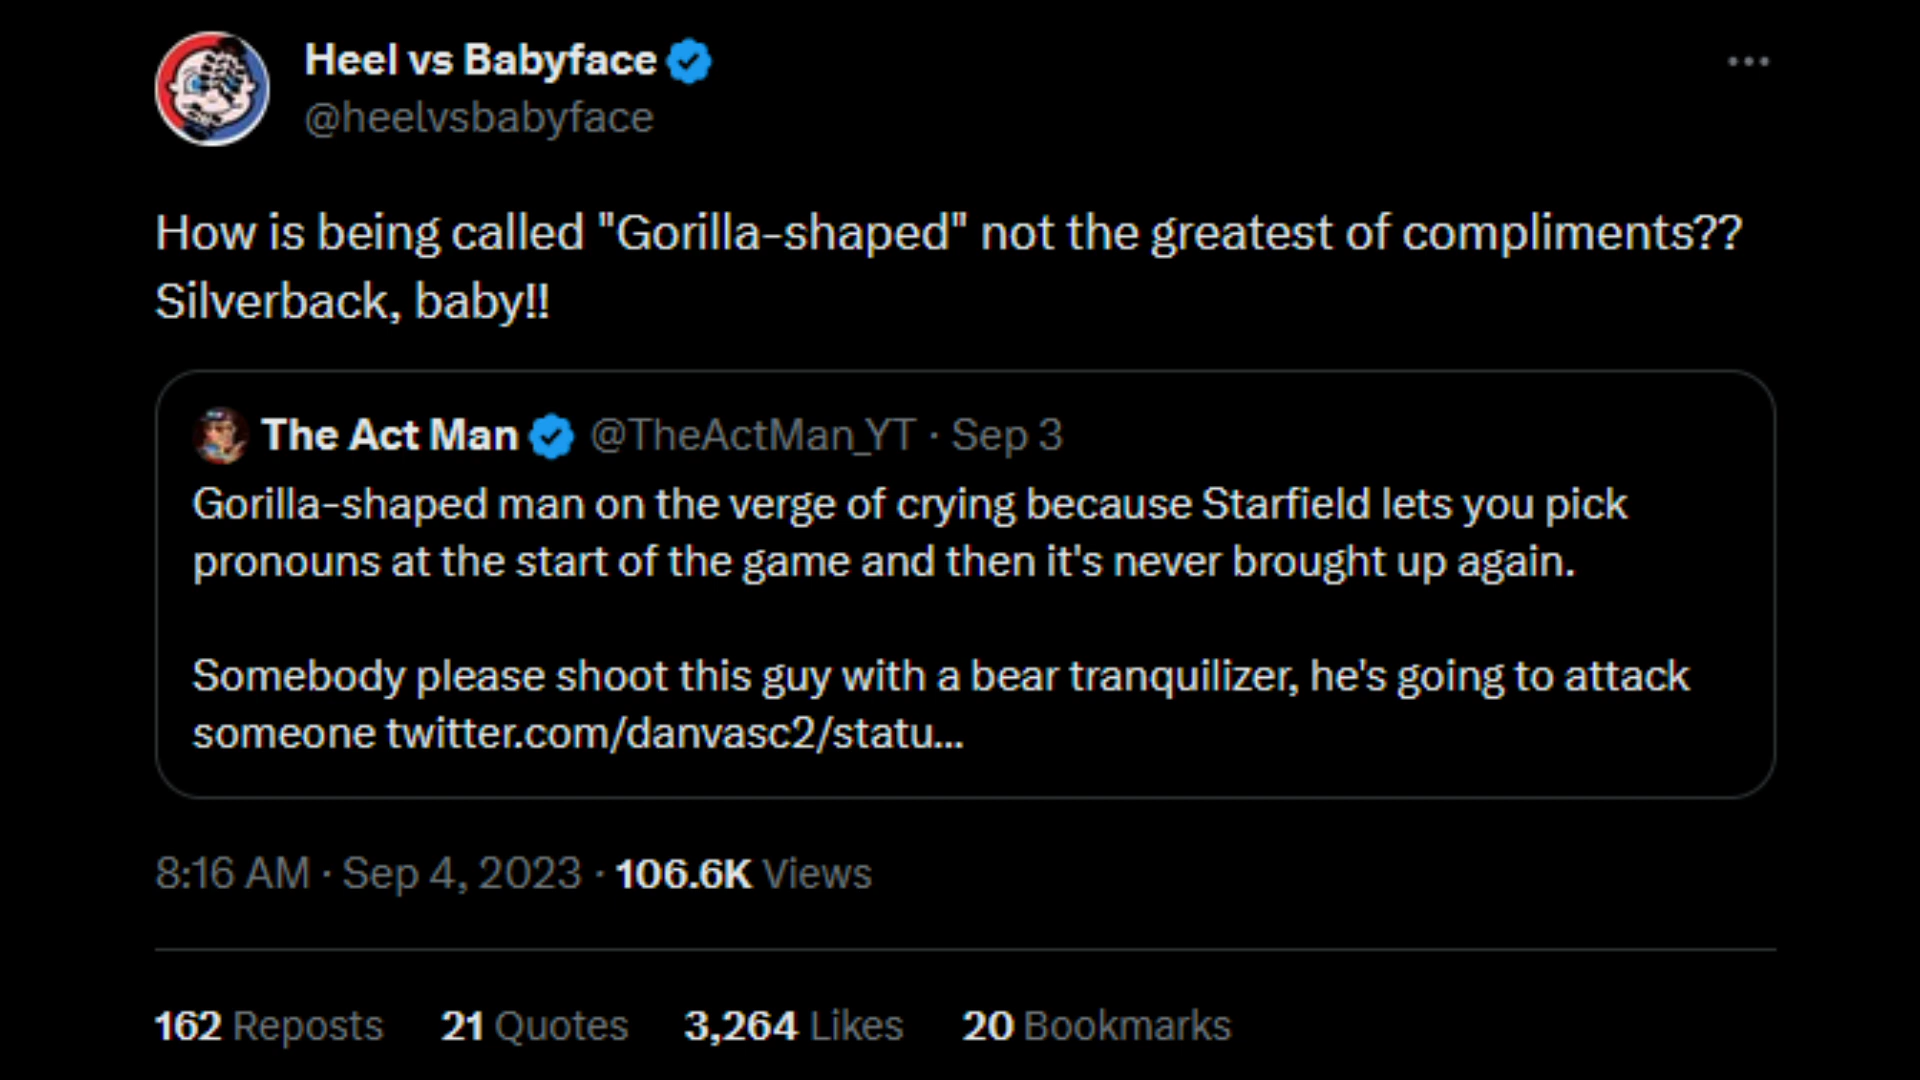 Heel vs Babyface
@heelvsbabyface
How is being called "Gorilla-shaped" not the greatest of compliments??
Silverback, baby!!
The Act Man @TheActMan_YT · Sep 3
Gorilla-shaped man on the verge of crying because Starfield lets you pick
pronouns at the start of the game and then it's never brought up again.
Somebody please shoot this guy with a bear tranquilizer, he's going to attack
someone twitter.com/danvasc2/statu...
8:16 AM · Sep 4, 2023 · 106.6K Views
162 Reposts 21 Quotes 3,264 Likes 20 Bookmarks